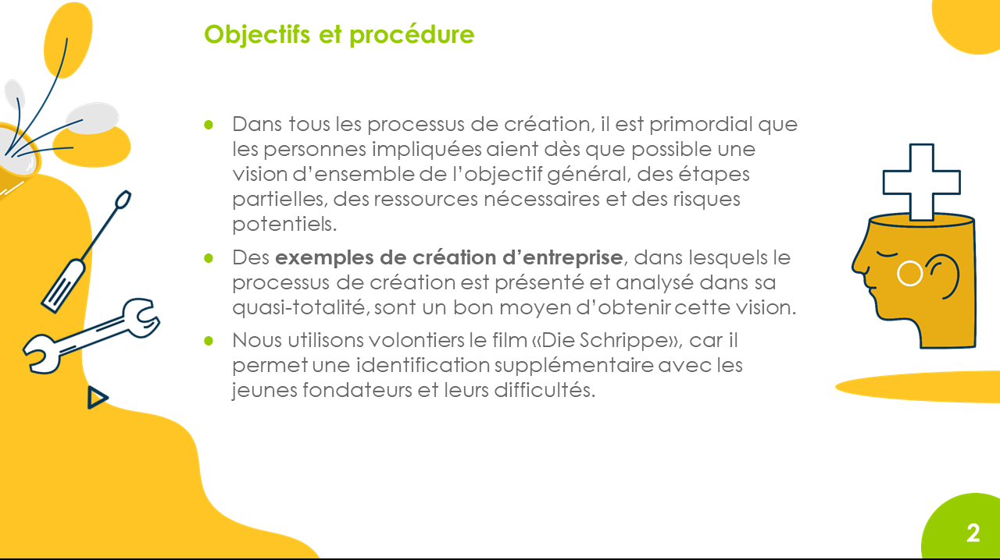 Objectifs et procédure
● Dans tous les processus de création, il est primordial que
les personnes impliquées aient dès que possible une
vision d’ensemble de l’objectif général, des étapes
partielles, des ressources nécessaires et des risques
potentiels.
● Des exemples de création d’entreprise, dans lesquels le
processus de création est présenté et analysé dans sa
quasi-totalité, sont un bon moyen d’obtenir cette vision.
● Nous utilisons volontiers le film «Die Schrippe», car il
permet une identification supplémentaire avec les
jeunes fondateurs et leurs difficultés.
2